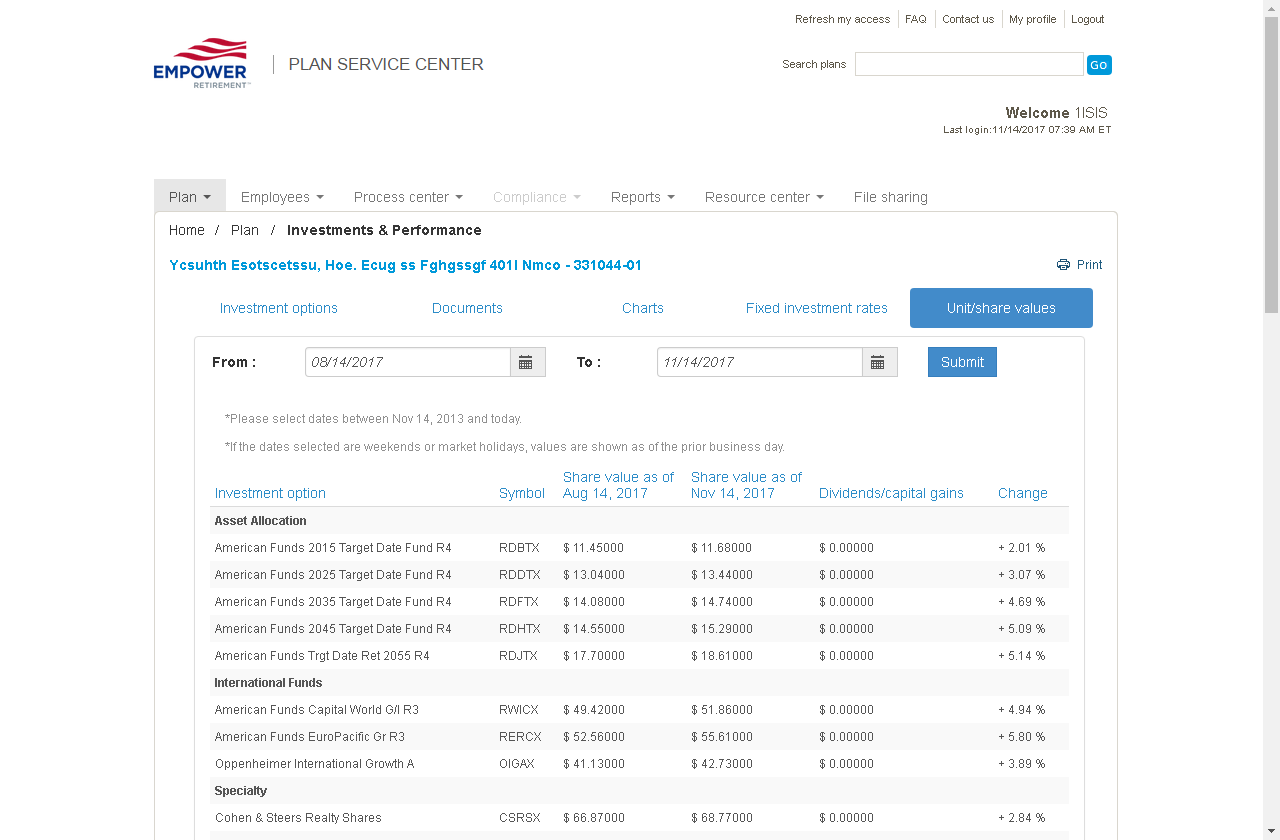 Refresh my access FAQ Contact us My profile Logout
EMPOWER
RETIREMENT™
PLAN SERVICE CENTER
Search plans Go
Welcome 1ISIS
Last login:11/14/2017 07:39 AM ET
Plan Employees Process center Compliance Reports Resource center File sharing
Home / Plan / Investments & Performance
Ycsuhth Esotscetssu, Hoe. Ecug ss Fghgssgf 401I Nmco - 331044-01
Print
Investment options Documents Charts Fixed investment rates Unit/share values
From : 08/14/2017 To : 11/14/2017 Submit
*Please select dates between Nov 14, 2013 and today.
*If the dates selected are weekends or market holidays, values are shown as of the prior business day.
Investment option Symbol Share value as of Aug 14, 2017 Share value as of Nov 14, 2017 Dividends/capital gains Change
Asset Allocation
American Funds 2015 Target Date Fund R4 RDBTX $ 11.45000 $ 11.68000 $ 0.00000 + 2.01 %
American Funds 2025 Target Date Fund R4 RDDTX $ 13.04000 $ 13.44000 $ 0.00000 + 3.07 %
American Funds 2035 Target Date Fund R4 RDFTX $ 14.08000 $ 14.74000 $ 0.00000 + 4.69 %
American Funds 2045 Target Date Fund R4 RDHTX $ 14.55000 $ 15.29000 $ 0.00000 + 5.09 %
American Funds Trgt Date Ret 2055 R4 RDJTX $ 17.70000 $ 18.61000 $ 0.00000 + 5.14 %
International Funds
American Funds Capital World G/I R3 RWICX $ 49.42000 $ 51.86000 $ 0.00000 + 4.94 %
American Funds EuroPacific Gr R3 RERCX $ 52.56000 $ 55.61000 $ 0.00000 + 5.80 %
Oppenheimer International Growth A OIGAX $ 41.13000 $ 42.73000 $ 0.00000 + 3.89 %
Specialty
Cohen & Steers Realty Shares CSRSX $ 66.87000 $ 68.77000 $ 0.00000 + 2.84 %